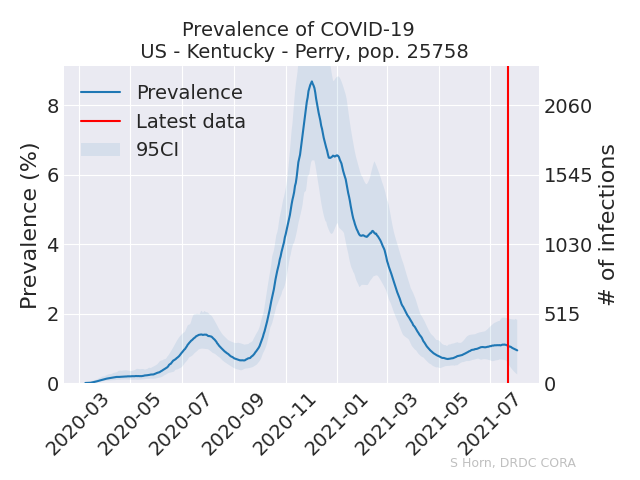 Prevalence of COVID-19
US - Kentucky - Perry, pop. 25758
Prevalence
Latest data
95CI
Prevalence (%)
8
6
4
2
0
# of infections
2060
1545
1030
515
0
2020-03
2020-05
2020-07
2020-09
2020-11
2021-01
2021-03
2021-05
2021-07
S Horn, DRDC CORA